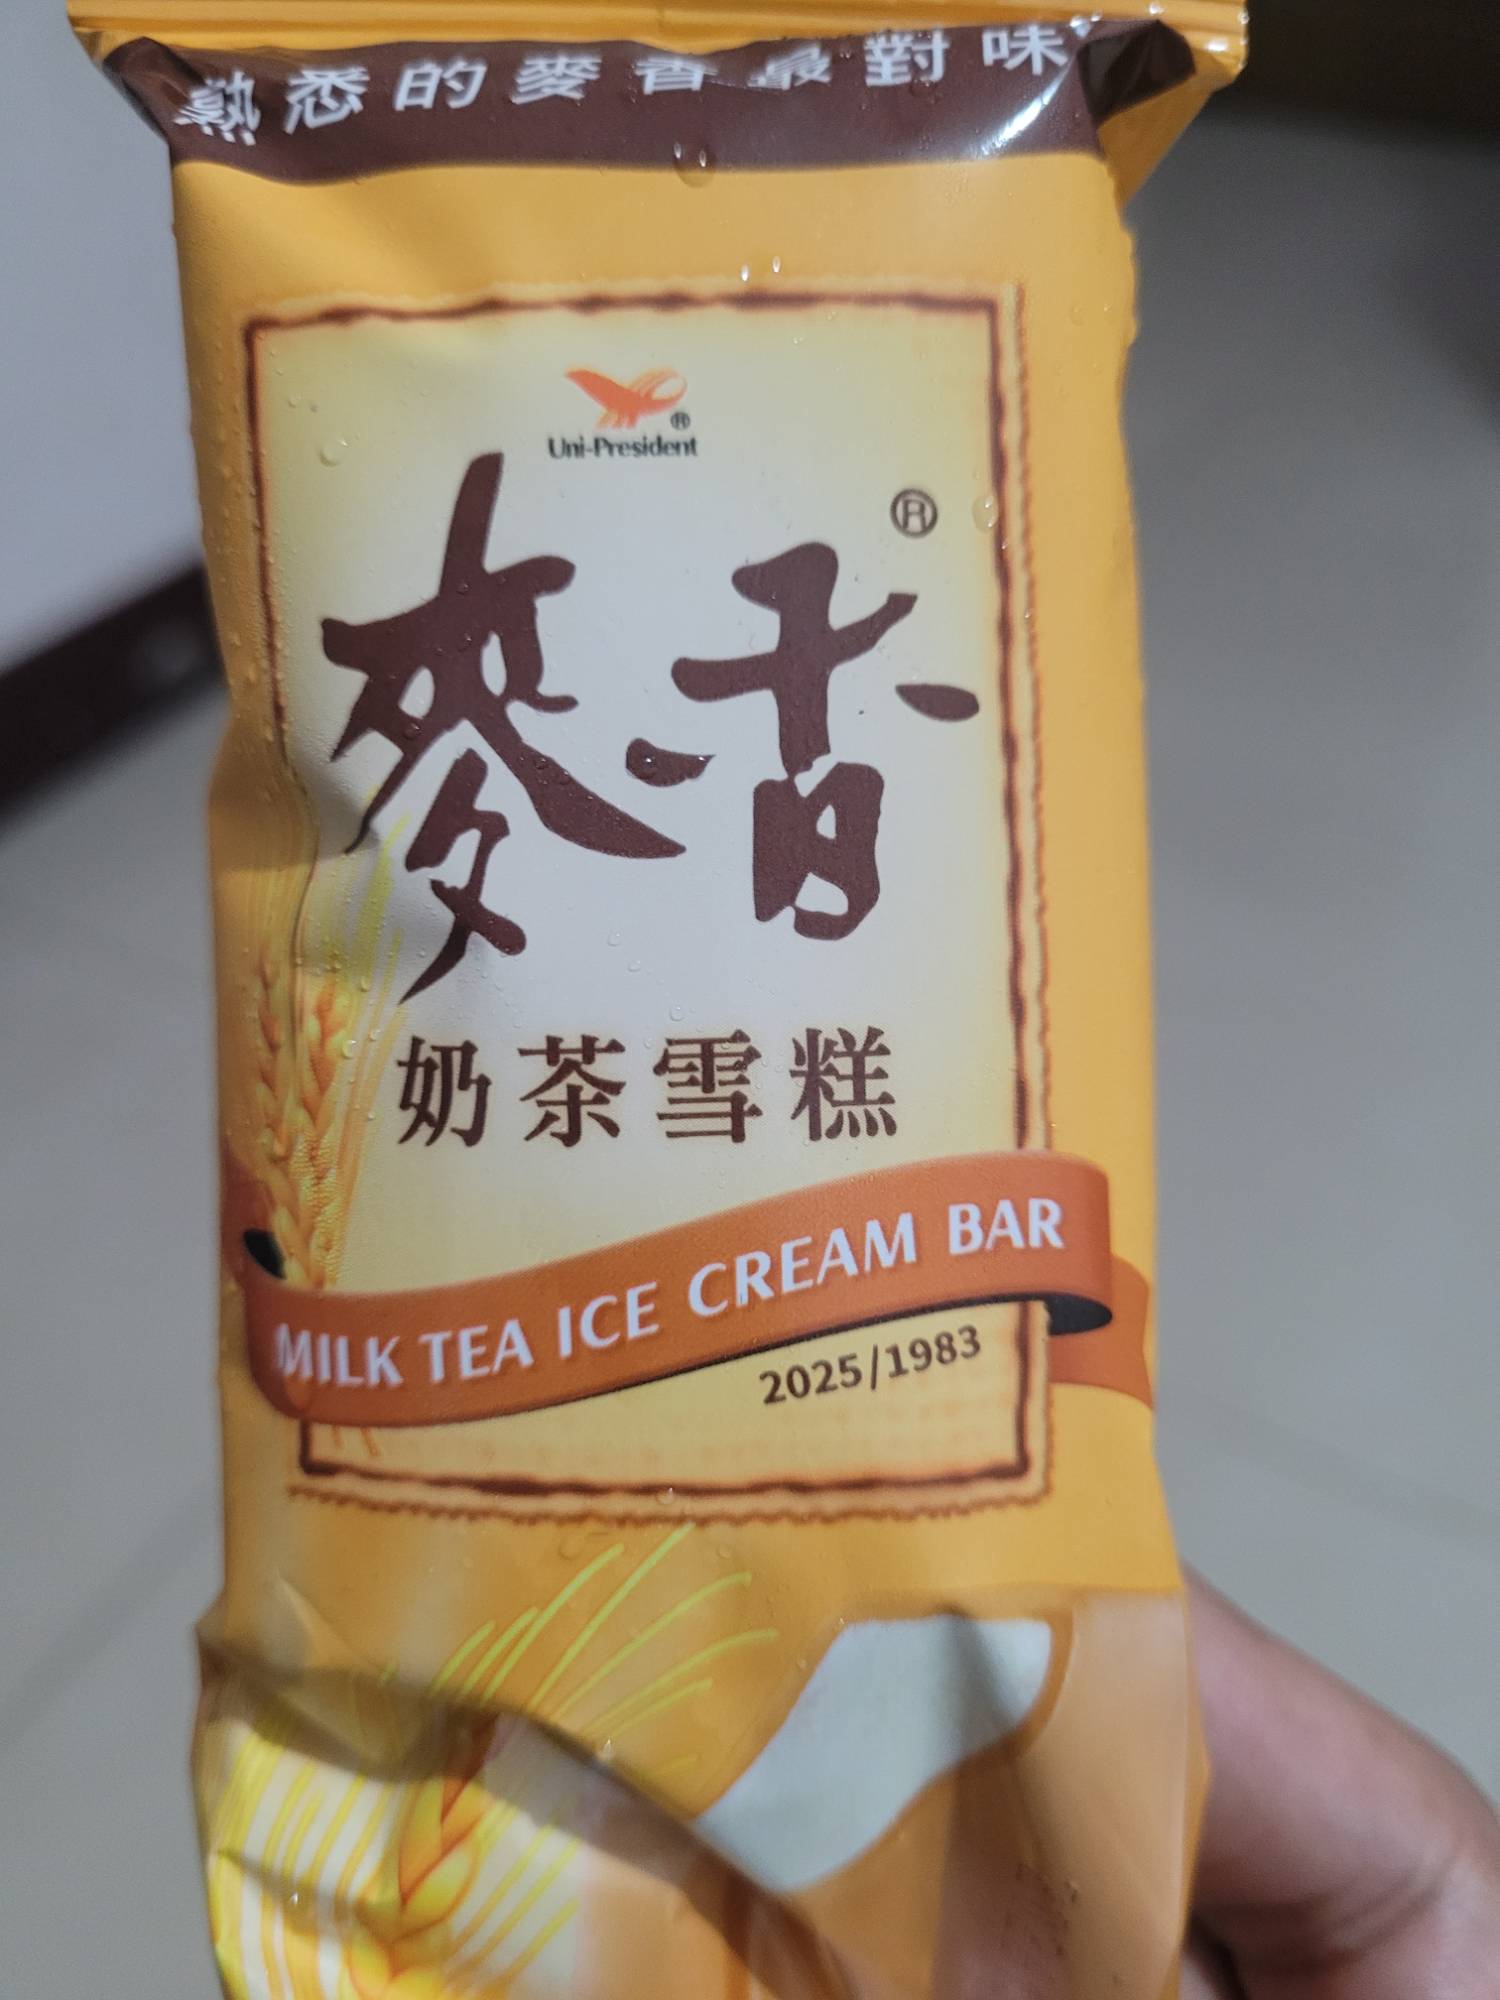 熟悉的麥香最對味
Uni-President®
麥香®
奶茶雪糕
MILK TEA ICE CREAM BAR
2025/1983